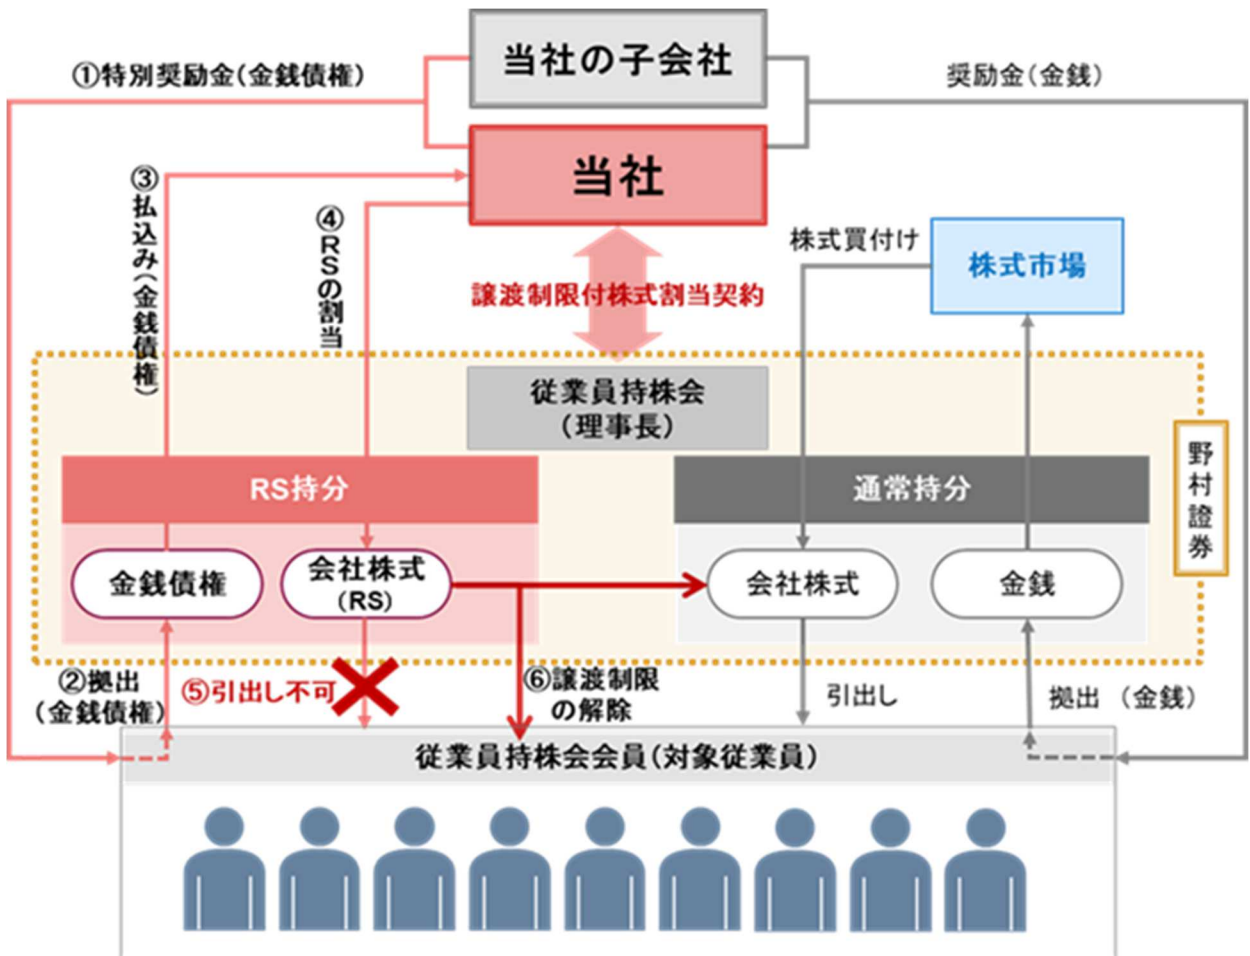 当社の子会社
①特別奨励金(金銭債権)
奨励金(金銭)
当社
③払込み(金銭債権)
④RSの割当
株式買付け
株式市場
譲渡制限付株式割当契約
従業員持株会
(理事長)
野村證券
RS持分
通常持分
金銭債権
会社株式
(RS)
会社株式
金銭
②拠出
(金銭債権)
⑤引出し不可
⑥譲渡制限
の解除
引出し
拠出 (金銭)
従業員持株会会員(対象従業員)